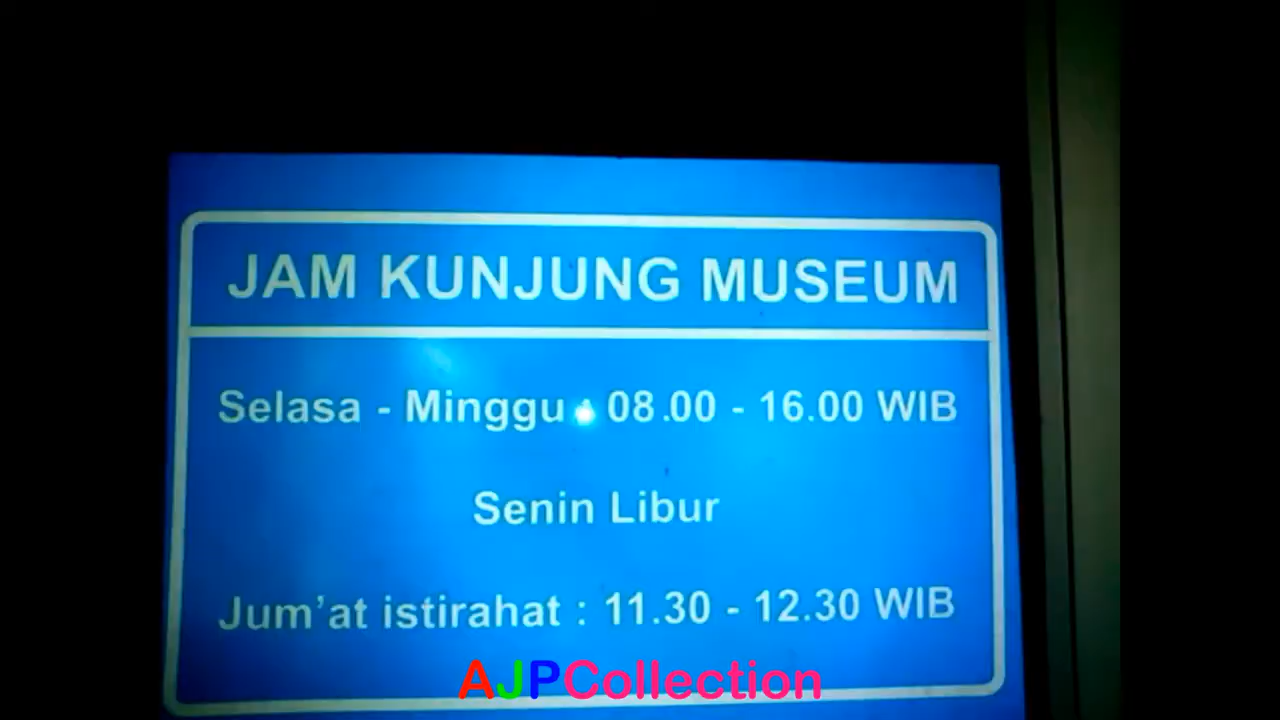 JAM KUNJUNG MUSEUM
Selasa - Minggu : 08.00 - 16.00 WIB
Senin Libur
Jum'at istirahat : 11.30 - 12.30 WIB
AJPCollection